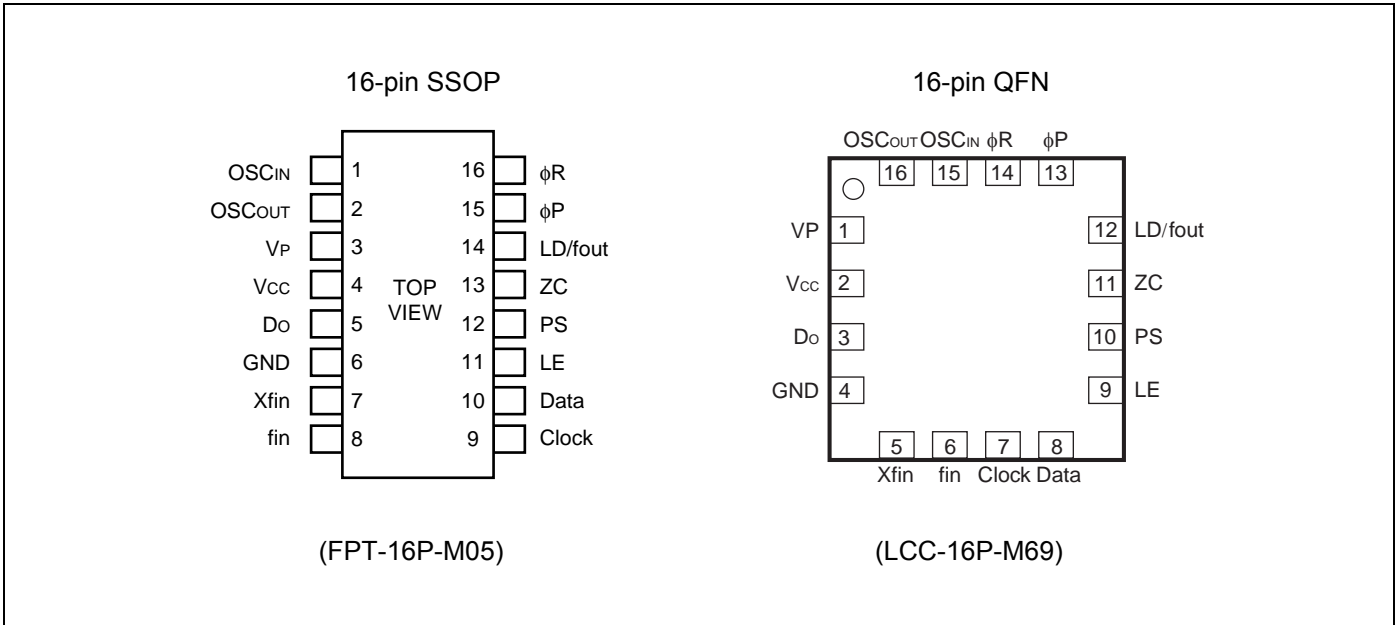 16-pin SSOP
OSCIN 1 16 ϕR
OSCOUT 2 15 ϕP
VP 3 14 LD/fout
VCC 4 13 ZC
TOP
VIEW
DO 5 12 PS
GND 6 11 LE
Xfin 7 10 Data
fin 8 9 Clock
(FPT-16P-M05)
16-pin QFN
OSCOUT OSCIN ϕR ϕP
16 15 14 13
VP 1 12 LD/fout
VCC 2 11 ZC
DO 3 10 PS
GND 4 9 LE
5 6 7 8
Xfin fin Clock Data
(LCC-16P-M69)